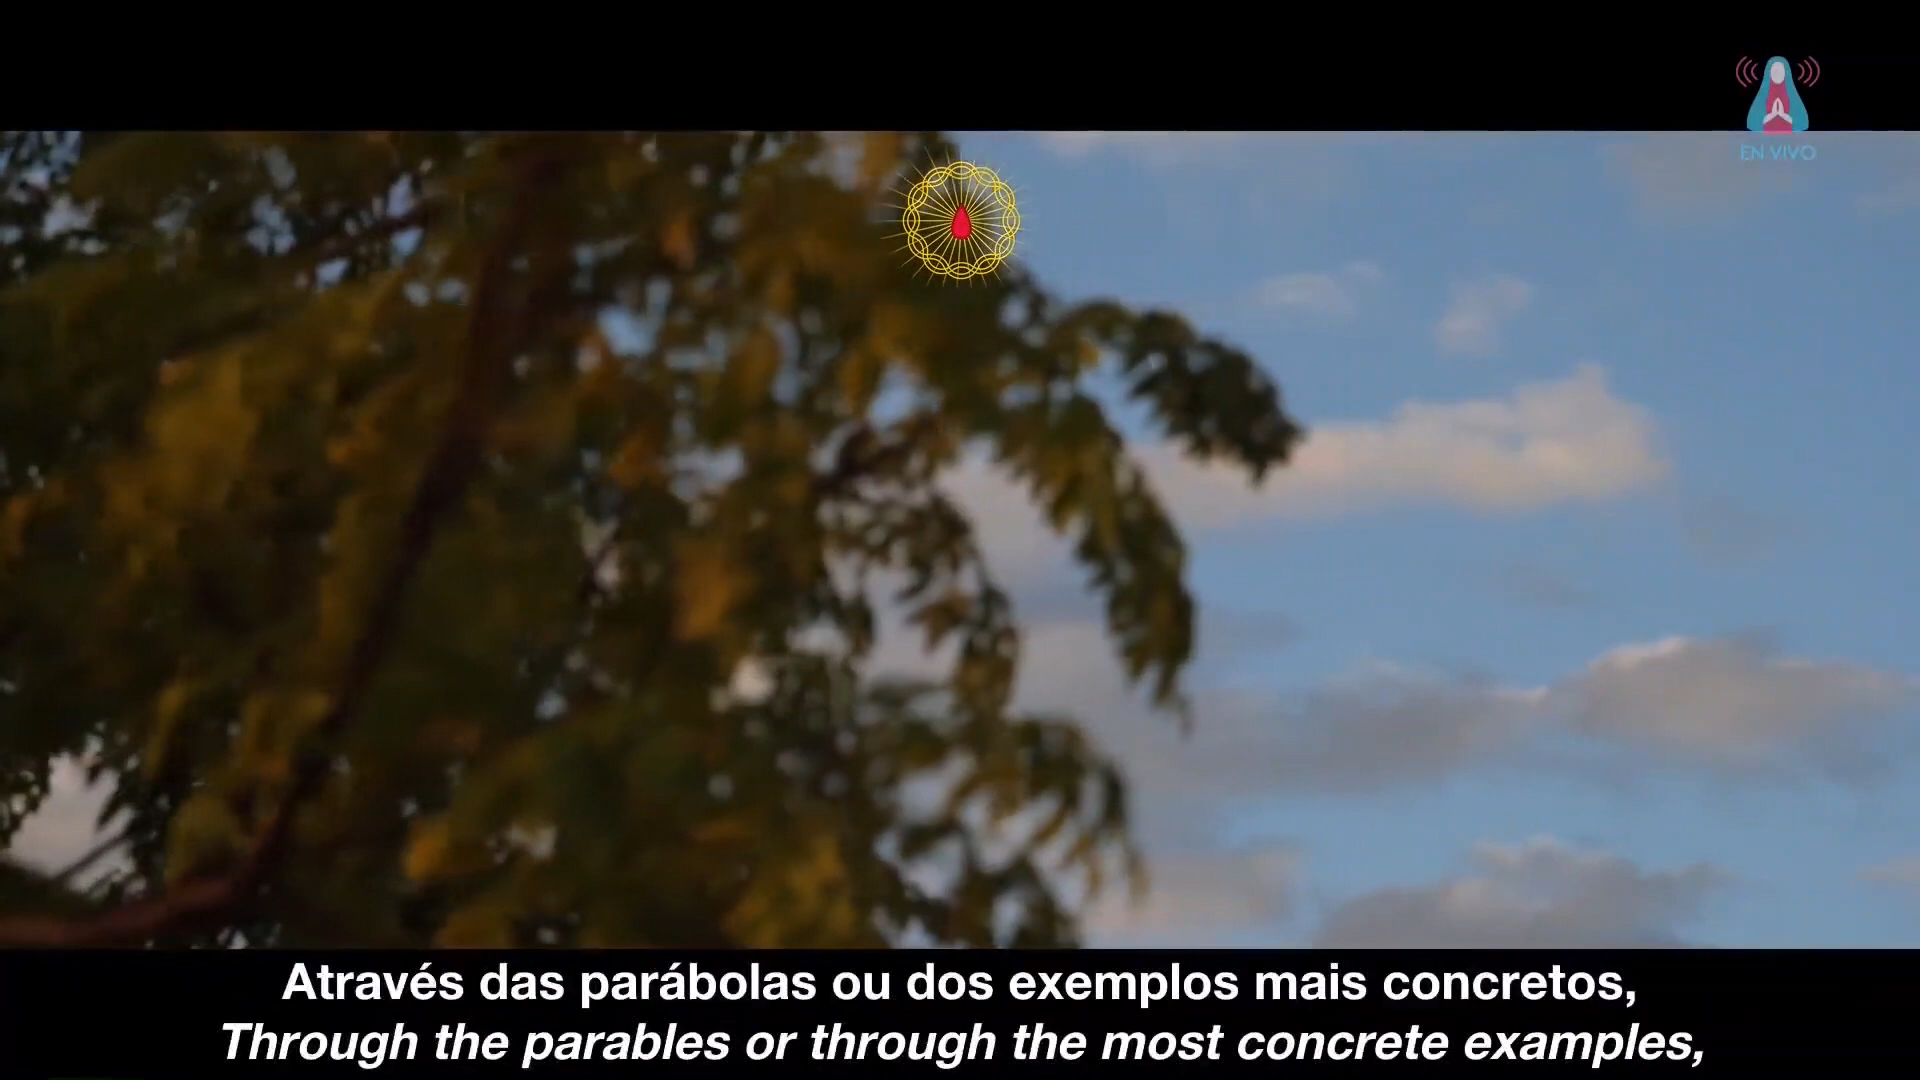 EN VIVO
Através das parábolas ou dos exemplos mais concretos,
Through the parables or through the most concrete examples,